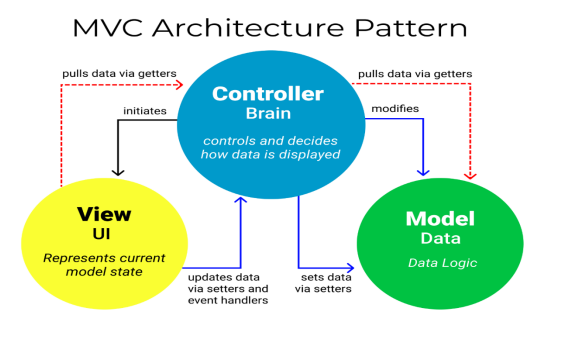 MVC Architecture Pattern
pulls data via getters
pulls data via getters
Controller
Brain
initiates
modifies
controls and decides
how data is displayed
View
UI
Represents current
model state
Model
Data
Data Logic
updates data
via setters and
event handlers
sets data
via setters